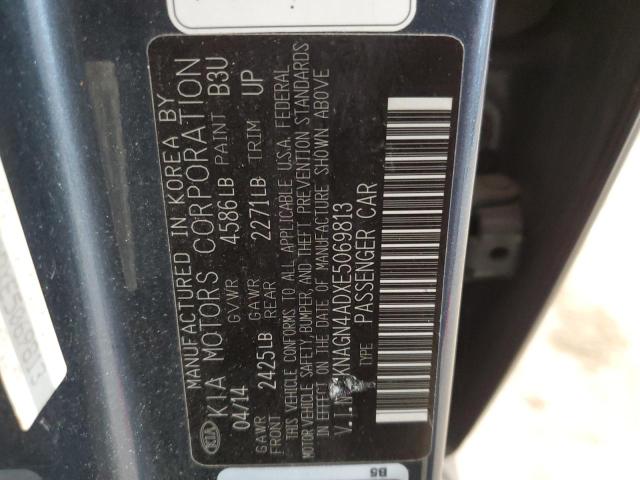 MANUFACTURED IN KOREA BY
KIA KIA MOTORS CORPORATION
04/14 GVWR 4586LB PAINT B3U
GAWR FRONT 2425LB GAWR REAR 2271LB TRIM UP
THIS VEHICLE CONFORMS TO ALL APPLICABLE U.S.A. FEDERAL
MOTOR VEHICLE SAFETY, BUMPER, AND THEFT PREVENTION STANDARDS
IN EFFECT ON THE DATE OF MANUFACTURE SHOWN ABOVE
V.I.N KNAGN4ADXE5069813
TYPE PASSENGER CAR
B5